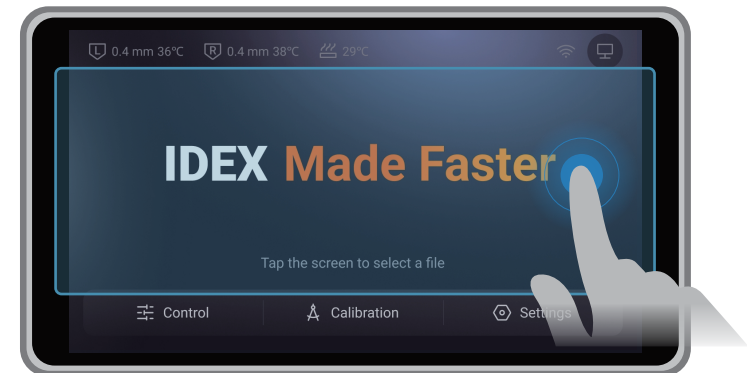 L 0.4 mm 36℃ R 0.4 mm 38℃ 29℃
IDEX Made Faster
Tap the screen to select a file
Control Calibration Settings